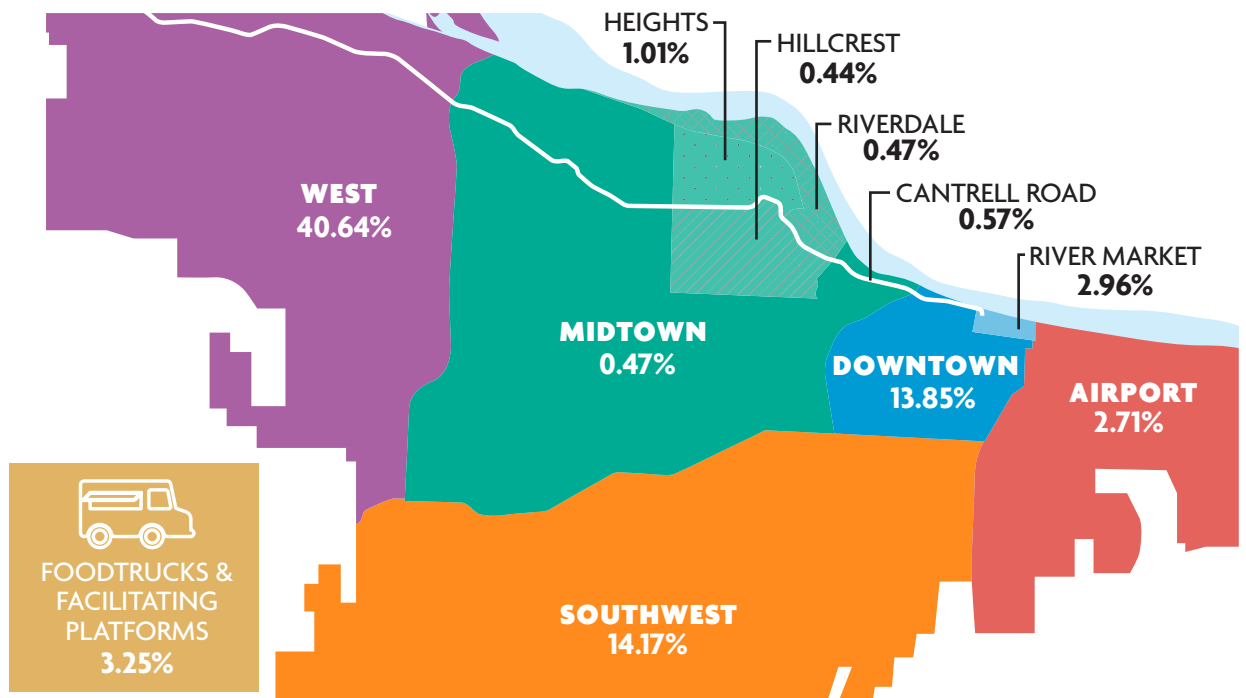 HEIGHTS
1.01%
HILLCREST
0.44%
RIVERDALE
0.47%
CANTRELL ROAD
0.57%
RIVER MARKET
2.96%
WEST
40.64%
MIDTOWN
0.47%
DOWNTOWN
13.85%
AIRPORT
2.71%
FOODTRUCKS &
FACILITATING
PLATFORMS
3.25%
SOUTHWEST
14.17%